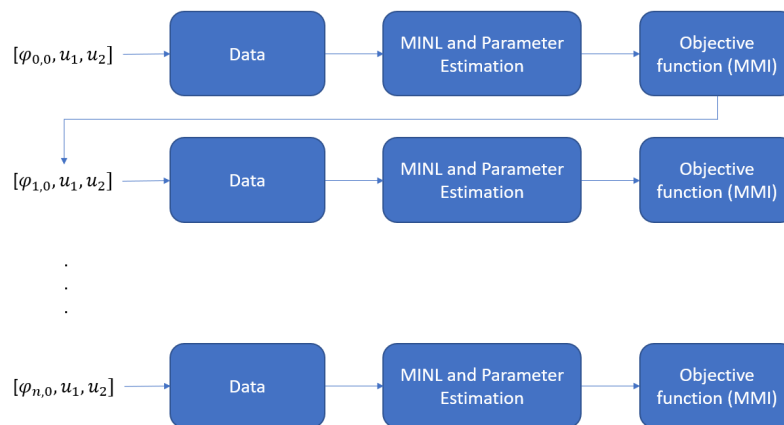 [φ₀,₀, u₁, u₂]
Data
MINL and Parameter
Estimation
Objective
function (MMI)
[φ₁,₀, u₁, u₂]
Data
MINL and Parameter
Estimation
Objective
function (MMI)
.
.
.
[φₙ,₀, u₁, u₂]
Data
MINL and Parameter
Estimation
Objective
function (MMI)